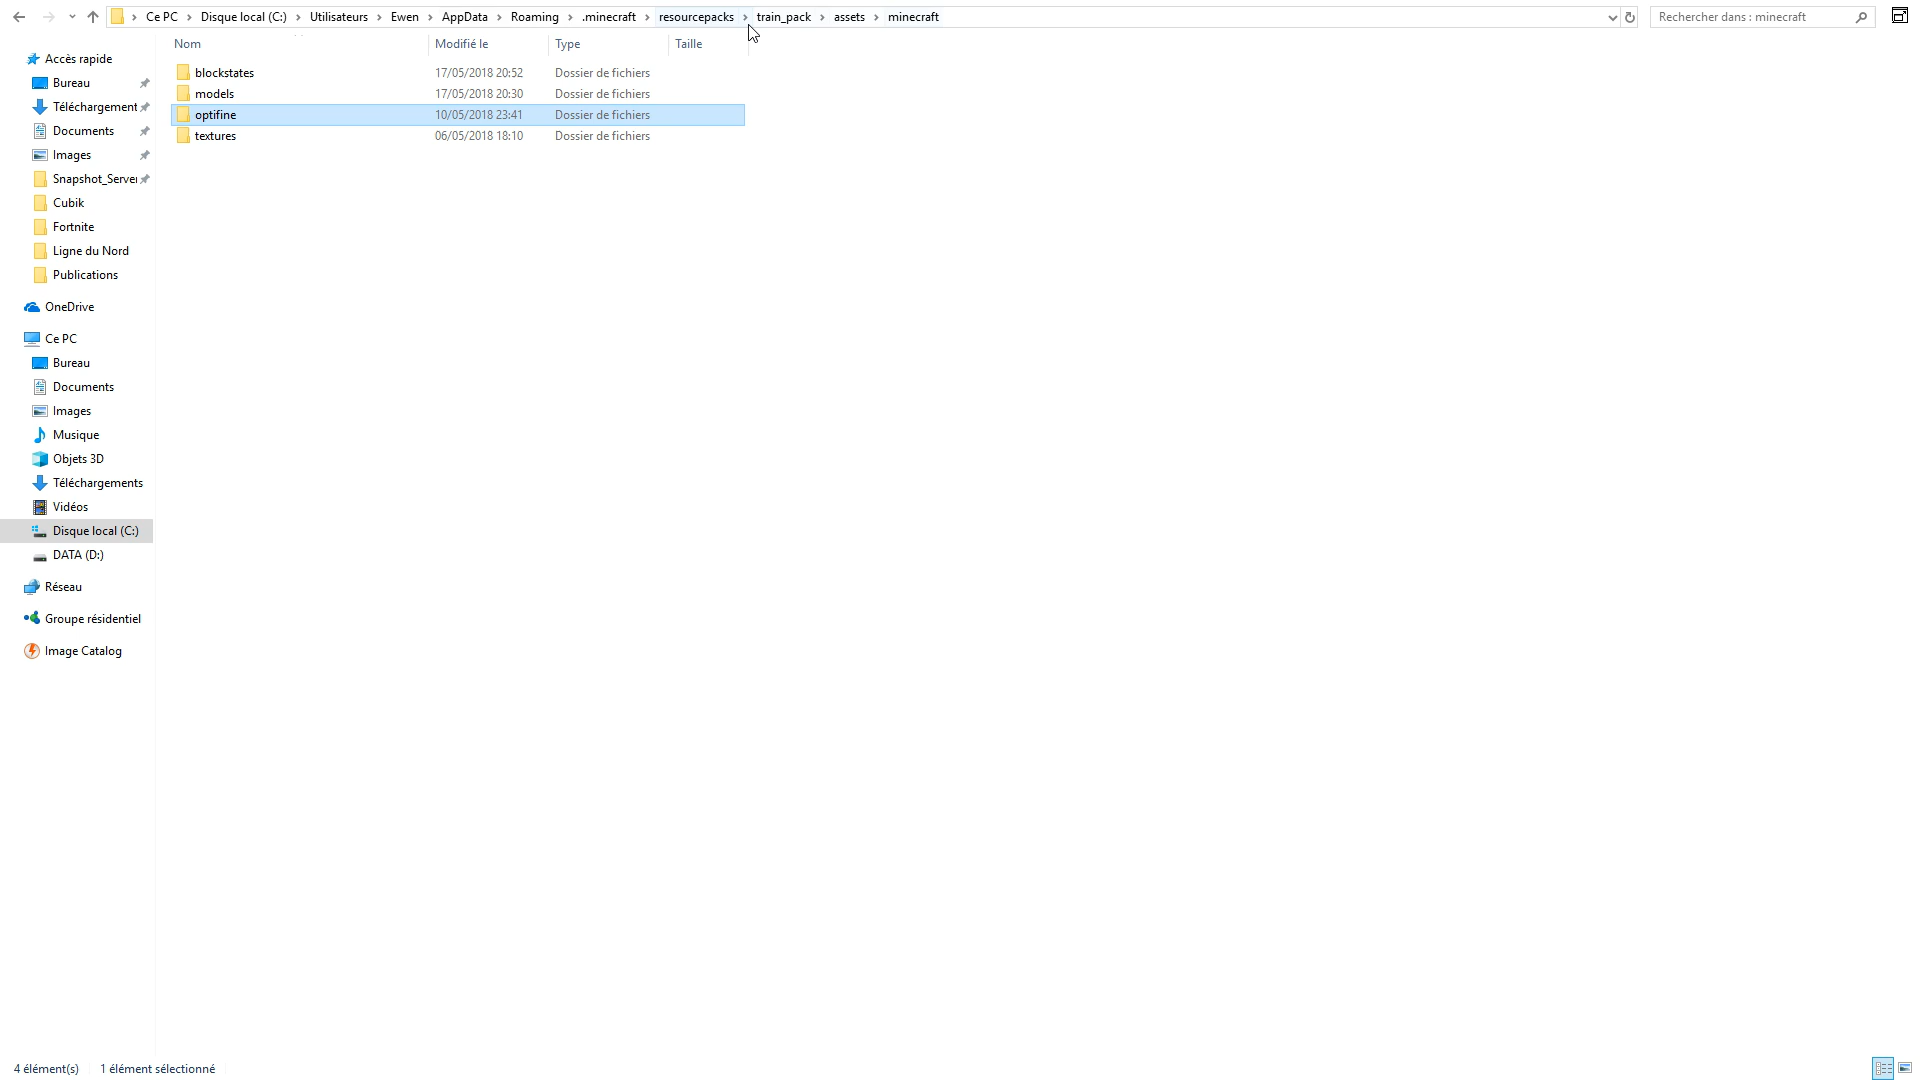 Ce PC Disque local (C:) Utilisateurs Ewen AppData Roaming .minecraft resourcepacks train_pack assets minecraft
Rechercher dans : minecraft
Nom Modifié le Type Taille
blockstates 17/05/2018 20:52 Dossier de fichiers
models 17/05/2018 20:30 Dossier de fichiers
optifine 10/05/2018 23:41 Dossier de fichiers
textures 06/05/2018 18:10 Dossier de fichiers
Accès rapide
Bureau
Téléchargement
Documents
Images
Snapshot_Server
Cubik
Fortnite
Ligne du Nord
Publications
OneDrive
Ce PC
Bureau
Documents
Images
Musique
Objets 3D
Téléchargements
Vidéos
Disque local (C:)
DATA (D:)
Réseau
Groupe résidentiel
Image Catalog
4 élément(s) 1 élément sélectionné